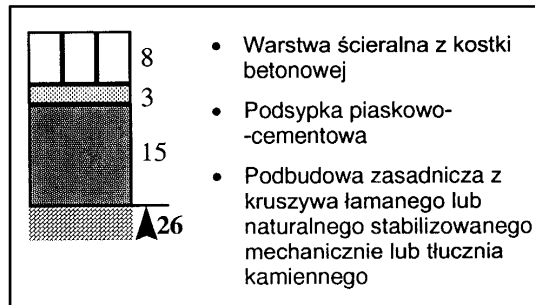 8
3
15
26
• Warstwa ścieralna z kostki
betonowej
• Podsypka piaskowo-
-cementowa
• Podbudowa zasadnicza z
kruszywa łamanego lub
naturalnego stabilizowanego
mechanicznie lub tłucznia
kamiennego